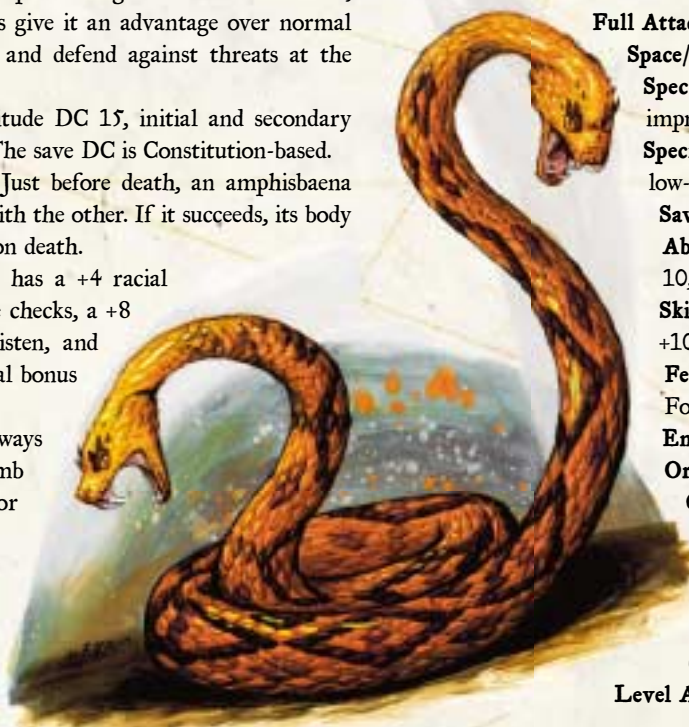 s give it an advantage over normal
and defend against threats at the
tude DC 15, initial and secondary
The save DC is Constitution-based.
Just before death, an amphisbaena
with the other. If it succeeds, its body
on death.
has a +4 racial
checks, a +8
isten, and
al bonus
ways
mb
or
Full Attac
Space/
Spec
impr
Speci
low-
Sav
Ab
10,
Ski
+10
Fe
Fo
En
Or
Level A